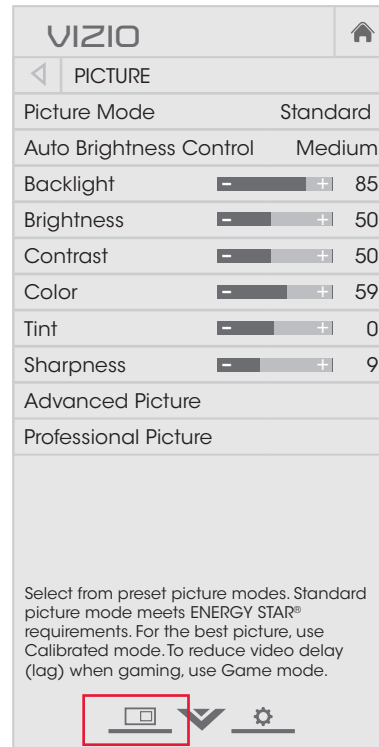 VIZIO
PICTURE
Picture Mode Standard
Auto Brightness Control Medium
Backlight - + 85
Brightness - + 50
Contrast - + 50
Color - + 59
Tint - + 0
Sharpness - + 9
Advanced Picture
Professional Picture
Select from preset picture modes. Standard
picture mode meets ENERGY STAR®
requirements. For the best picture, use
Calibrated mode. To reduce video delay
(lag) when gaming, use Game mode.